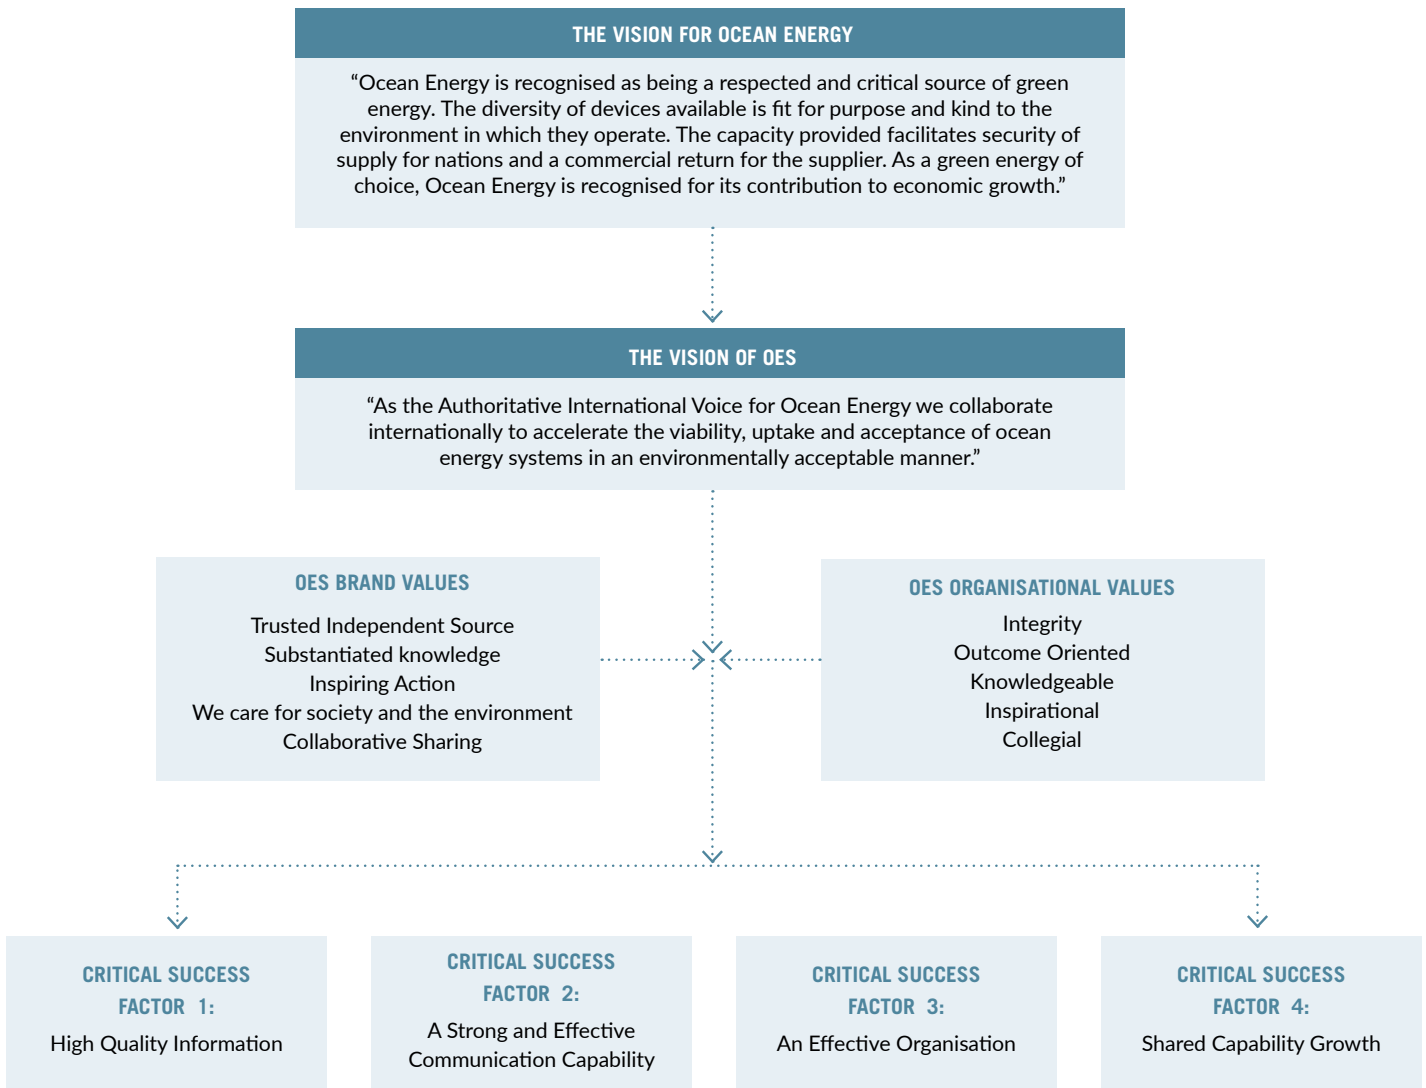 THE VISION FOR OCEAN ENERGY
“Ocean Energy is recognised as being a respected and critical source of green
energy. The diversity of devices available is fit for purpose and kind to the
environment in which they operate. The capacity provided facilitates security of
supply for nations and a commercial return for the supplier. As a green energy of
choice, Ocean Energy is recognised for its contribution to economic growth.”
THE VISION OF OES
“As the Authoritative International Voice for Ocean Energy we collaborate
internationally to accelerate the viability, uptake and acceptance of ocean
energy systems in an environmentally acceptable manner.”
OES BRAND VALUES
Trusted Independent Source
Substantiated knowledge
Inspiring Action
We care for society and the environment
Collaborative Sharing
OES ORGANISATIONAL VALUES
Integrity
Outcome Oriented
Knowledgeable
Inspirational
Collegial
CRITICAL SUCCESS
FACTOR 1:
High Quality Information
CRITICAL SUCCESS
FACTOR 2:
A Strong and Effective
Communication Capability
CRITICAL SUCCESS
FACTOR 3:
An Effective Organisation
CRITICAL SUCCESS
FACTOR 4:
Shared Capability Growth